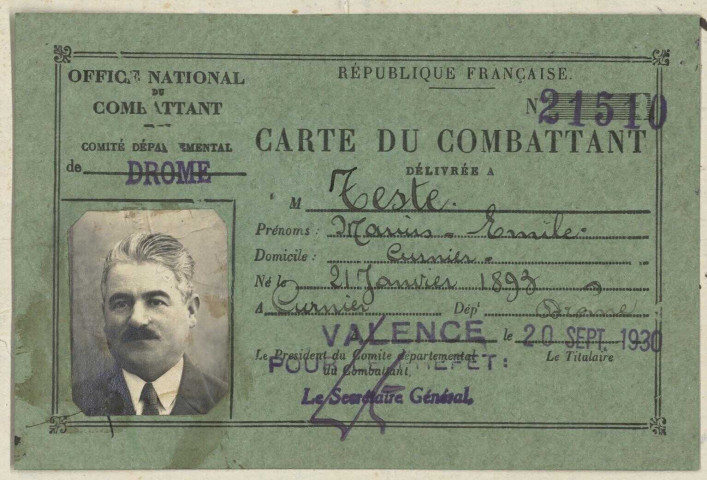 OFFICE NATIONAL
DU
COMBATTANT
COMITÉ DÉPARTEMENTAL
de DROME
RÉPUBLIQUE FRANÇAISE.
N 21510
CARTE DU COMBATTANT
DÉLIVRÉE A
M Teste.
Prénoms : Marius - Emile.
Domicile : Curnier -
Né le 21 Janvier 1893
A Curnier Dépt Drome
VALENCE le 20 SEPT. 1930
Le Président du Comité départemental Le Titulaire
du Combattant,
POUR LE PREFET:
Le Secrétaire Général,